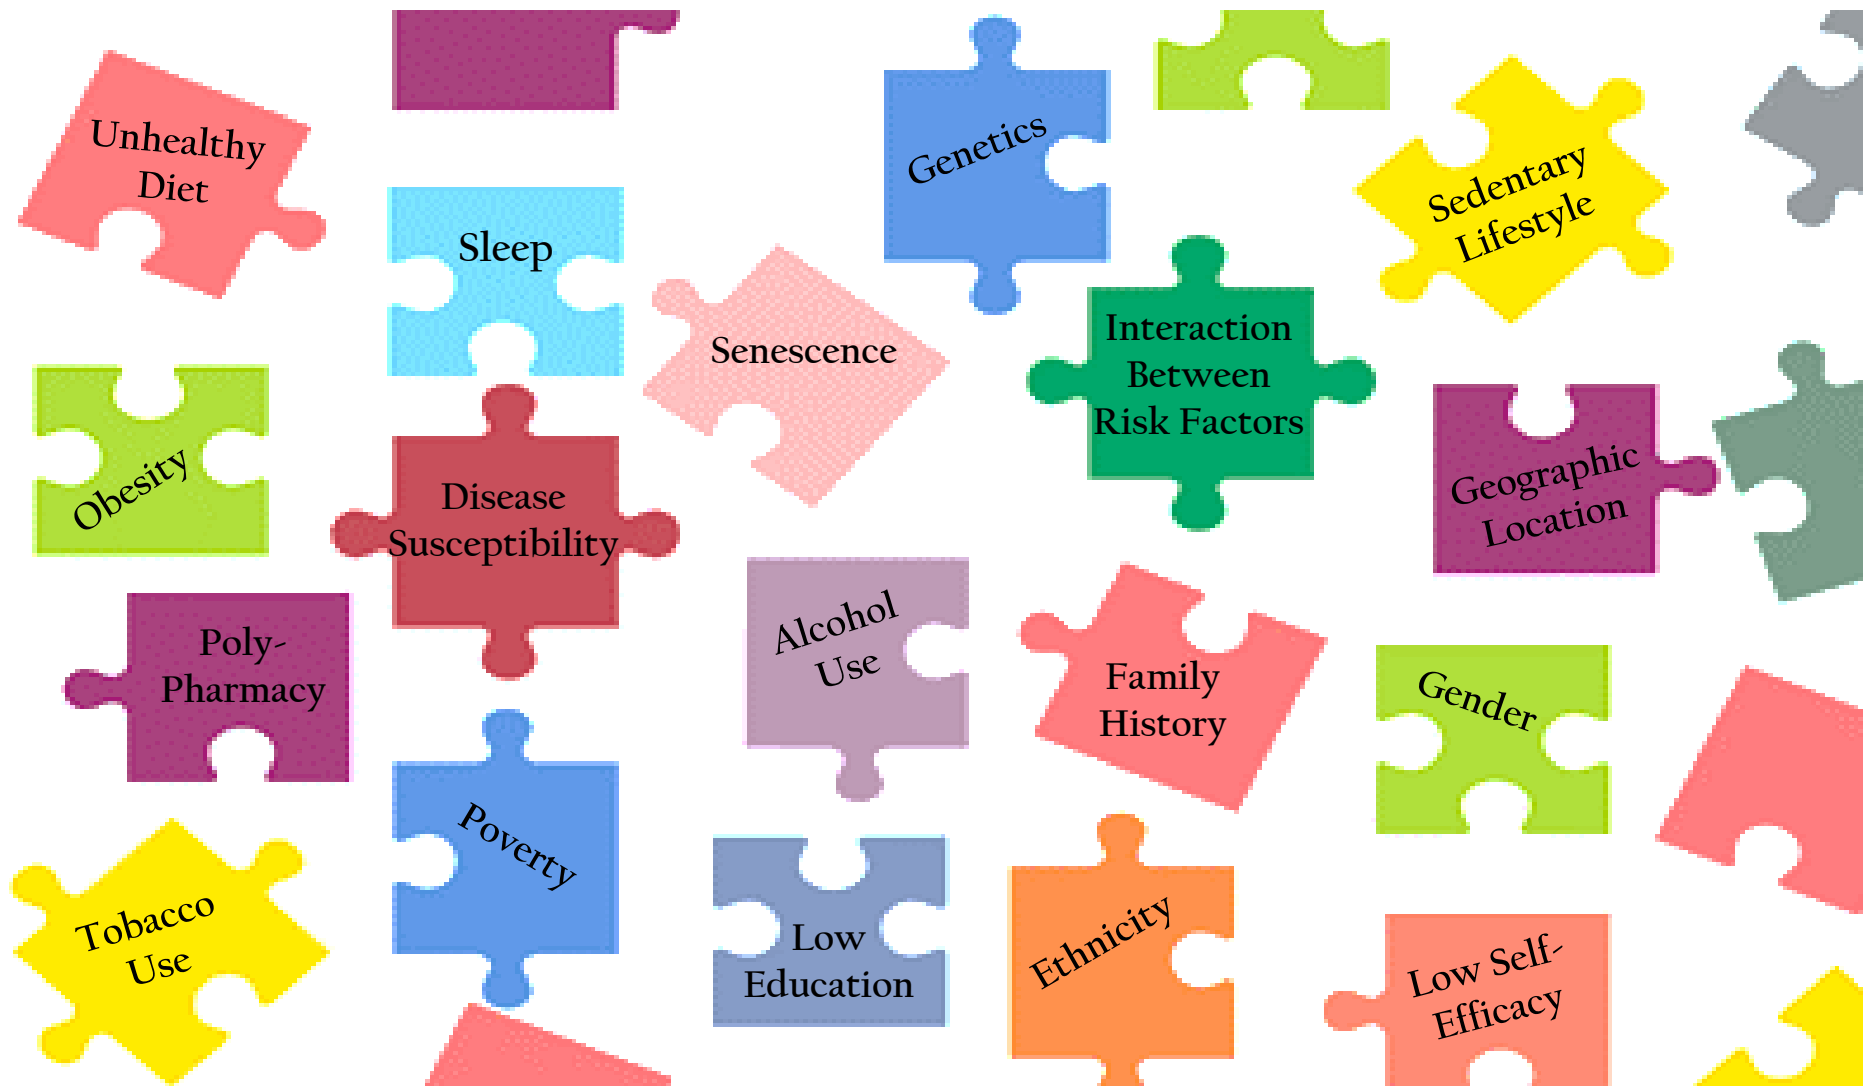 Unhealthy
Diet
Genetics
Sedentary
Lifestyle
Sleep
Senescence
Interaction
Between
Risk Factors
Obesity
Disease
Susceptibility
Geographic
Location
Poly-
Pharmacy
Alcohol
Use
Family
History
Gender
Poverty
Tobacco
Use
Low
Education
Ethnicity
Low Self-
Efficacy